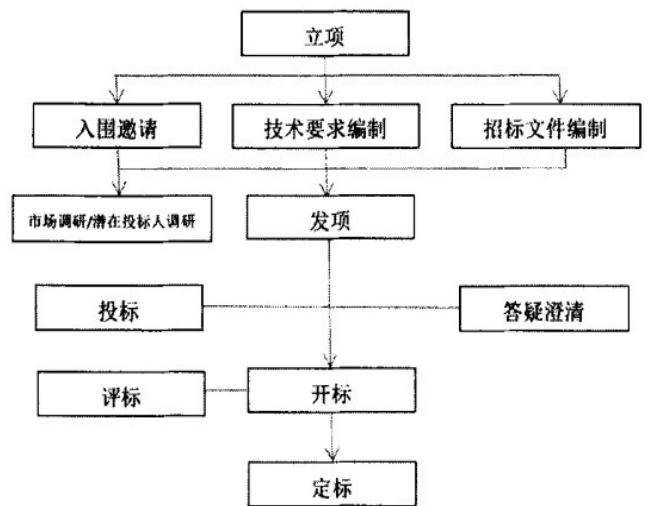 立项
入围邀请
技术要求编制
招标文件编制
市场调研/潜在投标人调研
发项
投标
答疑澄清
评标
开标
定标